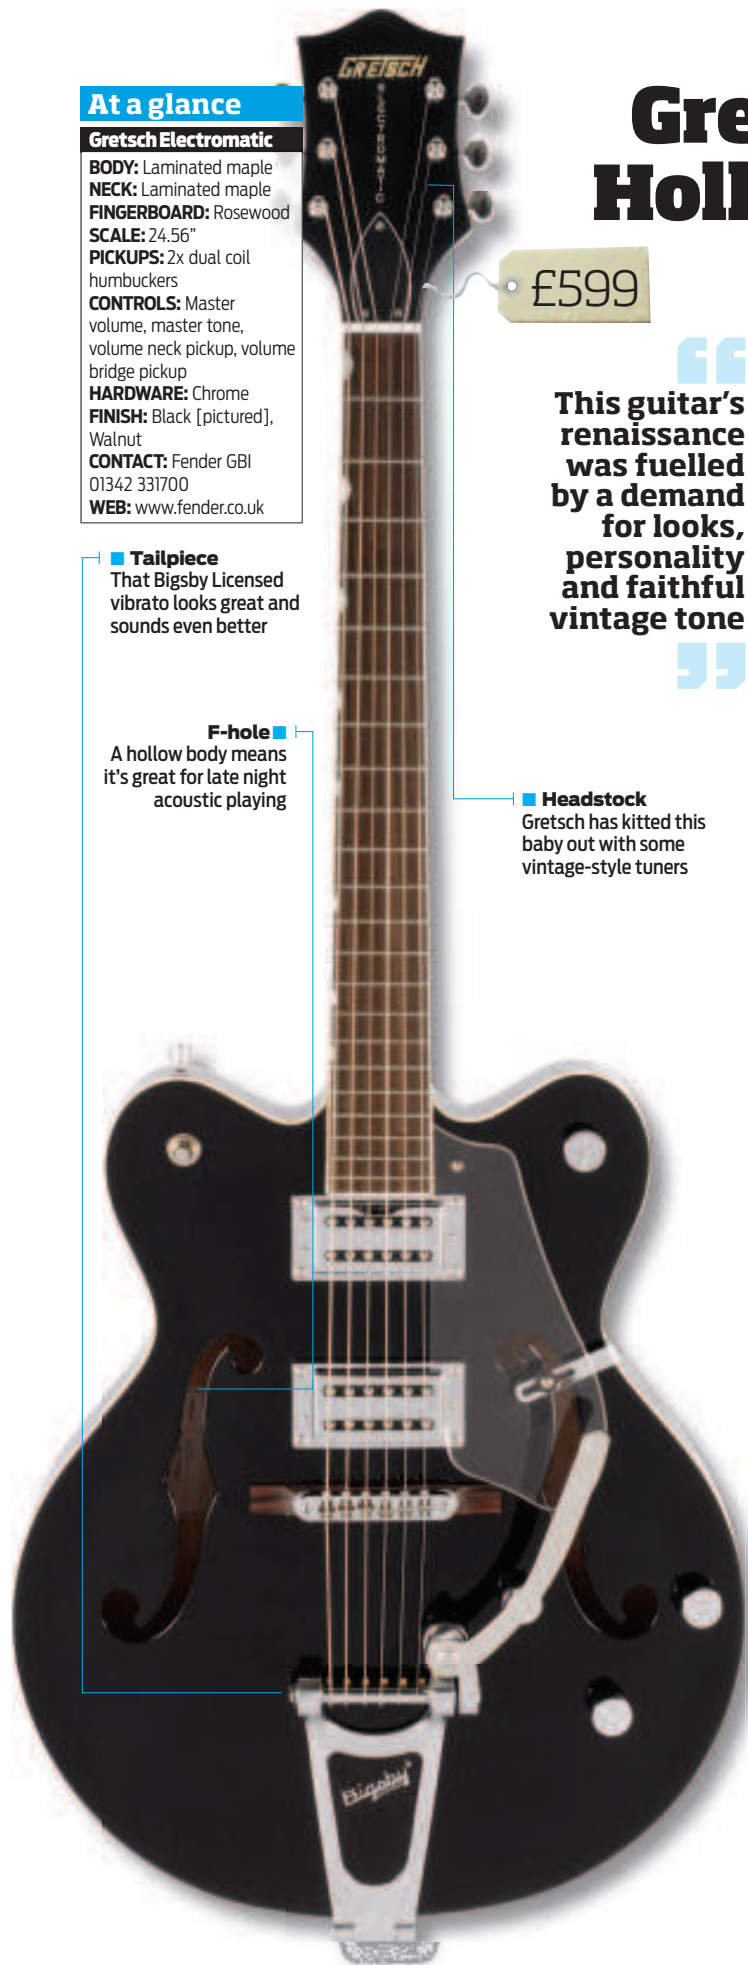 GRETSCH
ELECTROMATIC
At a glance
Gretsch Electromatic
BODY: Laminated maple
NECK: Laminated maple
FINGERBOARD: Rosewood
SCALE: 24.56”
PICKUPS: 2x dual coil
humbuckers
CONTROLS: Master
volume, master tone,
volume neck pickup, volume
bridge pickup
HARDWARE: Chrome
FINISH: Black [pictured],
Walnut
CONTACT: Fender GBI
01342 331700
WEB: www.fender.co.uk
Gre
Holl
£599
“
This guitar’s
renaissance
was fuelled
by a demand
for looks,
personality
and faithful
vintage tone
”
Tailpiece
That Bigsby Licensed
vibrato looks great and
sounds even better
F-hole
A hollow body means
it’s great for late night
acoustic playing
Headstock
Gretsch has kitted this
baby out with some
vintage-style tuners
Bigsby